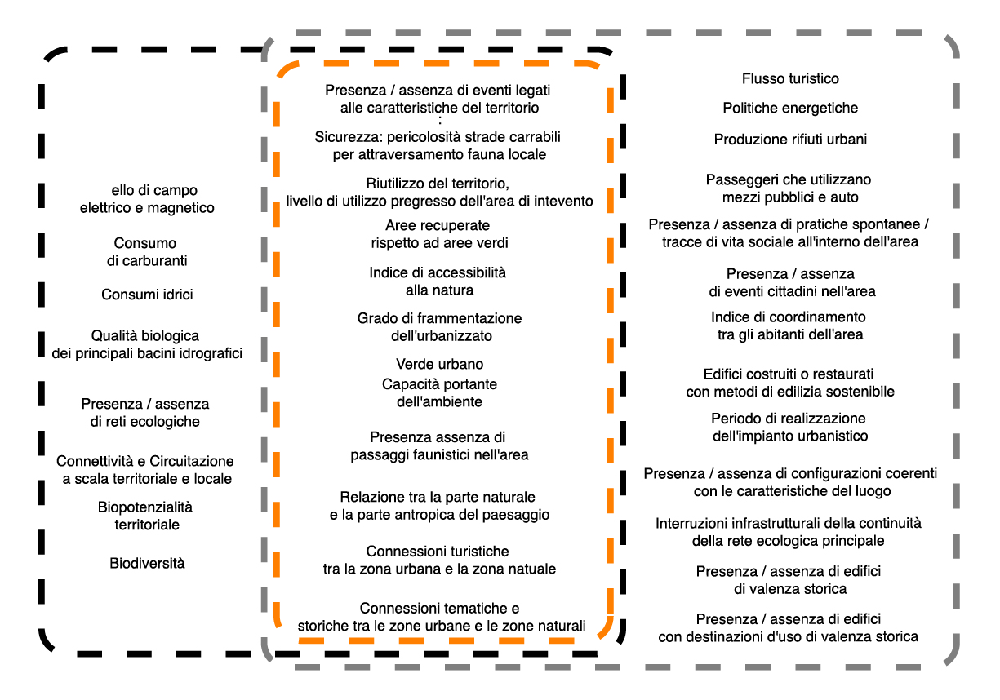 ello di campo
elettrico e magnetico
Consumo
di carburanti
Consumi idrici
Qualità biologica
dei principali bacini idrografici
Presenza / assenza
di reti ecologiche
Connettività e Circuitazione
a scala territoriale e locale
Biopotenzialità
territoriale
Biodiversità
Presenza / assenza di eventi legati
alle caratteristiche del territorio
:
Sicurezza: pericolosità strade carrabili
per attraversamento fauna locale
Riutilizzo del territorio,
livello di utilizzo pregresso dell'area di intevento
Aree recuperate
rispetto ad aree verdi
Indice di accessibilità
alla natura
Grado di frammentazione
dell'urbanizzato
Verde urbano
Capacità portante
dell'ambiente
Presenza assenza di
passaggi faunistici nell'area
Relazione tra la parte naturale
e la parte antropica del paesaggio
Connessioni turistiche
tra la zona urbana e la zona natuale
Connessioni tematiche e
storiche tra le zone urbane e le zone naturali
Flusso turistico
Politiche energetiche
Produzione rifiuti urbani
Passeggeri che utilizzano
mezzi pubblici e auto
Presenza / assenza di pratiche spontanee /
tracce di vita sociale all'interno dell'area
Presenza / assenza
di eventi cittadini nell'area
Indice di coordinamento
tra gli abitanti dell'area
Edifici costruiti o restaurati
con metodi di edilizia sostenibile
Periodo di realizzazione
dell'impianto urbanistico
Presenza / assenza di configurazioni coerenti
con le caratteristiche del luogo
Interruzioni infrastrutturali della continuità
della rete ecologica principale
Presenza / assenza di edifici
di valenza storica
Presenza / assenza di edifici
con destinazioni d'uso di valenza storica